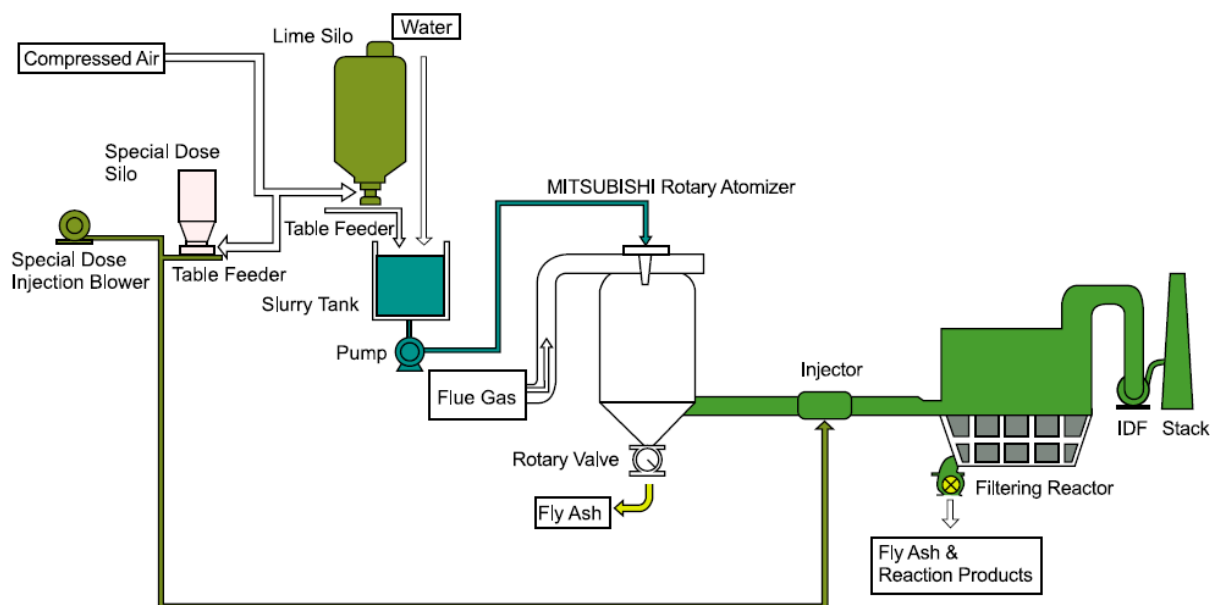 Water
Lime Silo
Compressed Air
Special Dose
Silo
MITSUBISHI Rotary Atomizer
Table Feeder
Special Dose
Injection Blower
Table Feeder
Slurry Tank
Pump
Flue Gas
Injector
IDF
Stack
Rotary Valve
Filtering Reactor
Fly Ash
Fly Ash &
Reaction Products